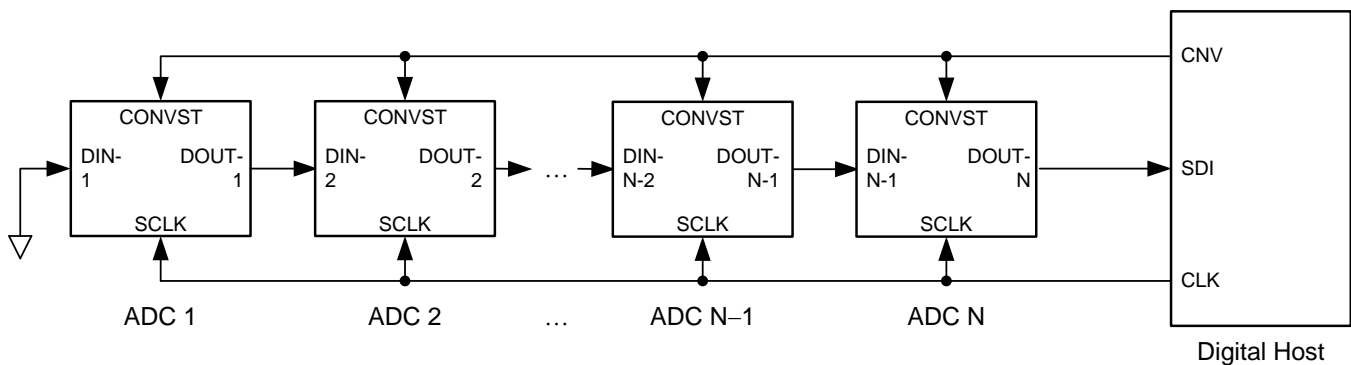 CNV
CONVST
CONVST
CONVST
CONVST
DIN-
1
DOUT-
1
DIN-
2
DOUT-
2
...
DIN-
N-2
DOUT-
N-1
DIN-
N-1
DOUT-
N
SDI
SCLK
SCLK
SCLK
SCLK
CLK
ADC 1
ADC 2
...
ADC N–1
ADC N
Digital Host